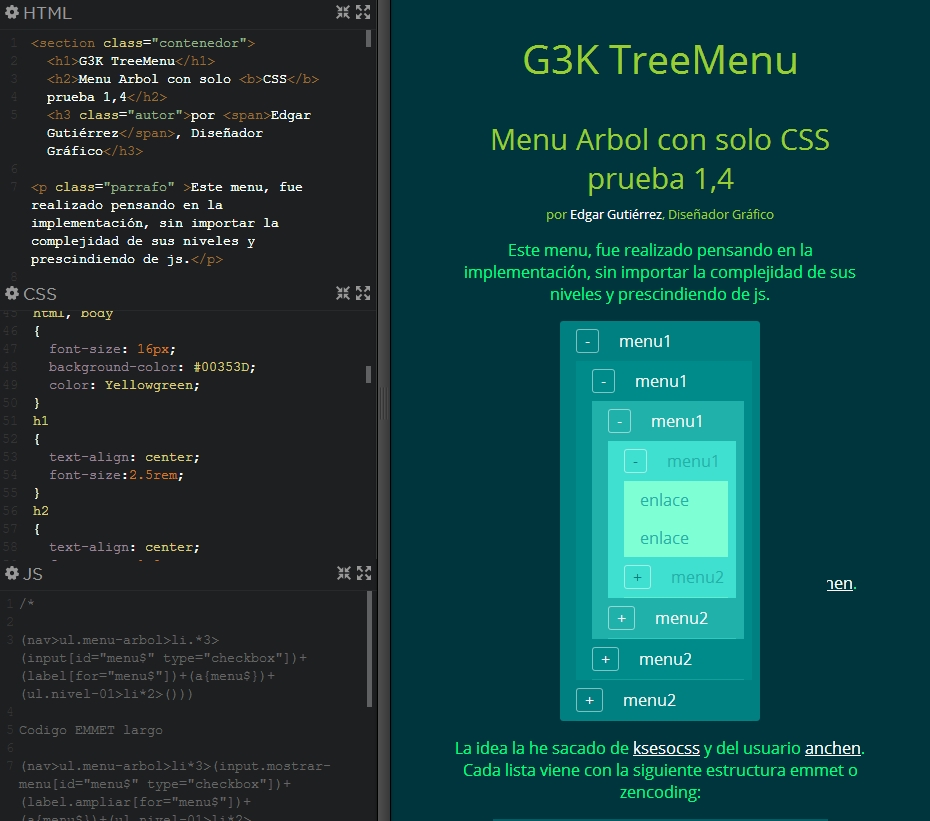 HTML
1 <section class="contenedor">
2 <h1>G3K TreeMenu</h1>
3 <h2>Menu Arbol con solo <b>CSS</b>
4 prueba 1,4</h2>
5 <h3 class="autor">por <span>Edgar
Gutiérrez</span>, Diseñador
Gráfico</h3>
6
7 <p class="parrafo" >Este menu, fue
realizado pensando en la
implementación, sin importar la
complejidad de sus niveles y
prescindiendo de js.</p>
8
CSS
45 html, body
46 {
47 font-size: 16px;
48 background-color: #00353D;
49 color: Yellowgreen;
50 }
51 h1
52 {
53 text-align: center;
54 font-size:2.5rem;
55 }
56 h2
57 {
58 text-align: center;
JS
1 /*
2
3 (nav>ul.menu-arbol>li.*3>
(input[id="menu$" type="checkbox"])+
(label[for="menu$"])+(a{menu$})+
(ul.nivel-01>li*2>()))
4
5 Codigo EMMET largo
6
7 (nav>ul.menu-arbol>li*3>(input.mostrar-
menu[id="menu$" type="checkbox"])+
(label.ampliar[for="menu$"])+
(a{menu$})+(ul.nivel-01>li*2>
G3K TreeMenu
Menu Arbol con solo CSS
prueba 1,4
por Edgar Gutiérrez, Diseñador Gráfico
Este menu, fue realizado pensando en la
implementación, sin importar la complejidad de sus
niveles y prescindiendo de js.
- menu1
- menu1
- menu1
- menu1
enlace
enlace
+ menu2
hen.
+ menu2
+ menu2
+ menu2
La idea la he sacado de ksesocss y del usuario anchen.
Cada lista viene con la siguiente estructura emmet o
zencoding: